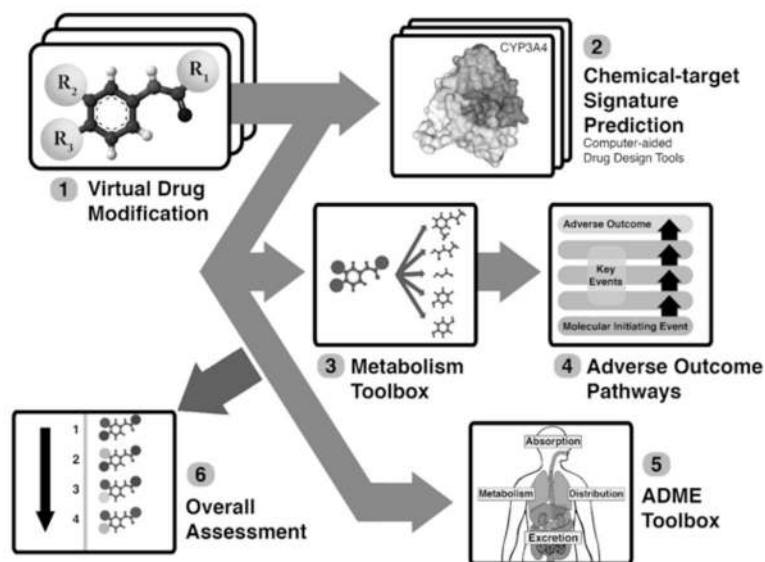 R₁
R₂
R₃
1 Virtual Drug
Modification
CYP3A4
2
Chemical-target
Signature
Prediction
Computer-aided
Drug Design Tools
3 Metabolism
Toolbox
Adverse Outcome
Key
Events
Molecular Initiating Event
4 Adverse Outcome
Pathways
Absorption
Metabolism
Distribution
Excretion
5
ADME
Toolbox
1
2
3
4
6
Overall
Assessment